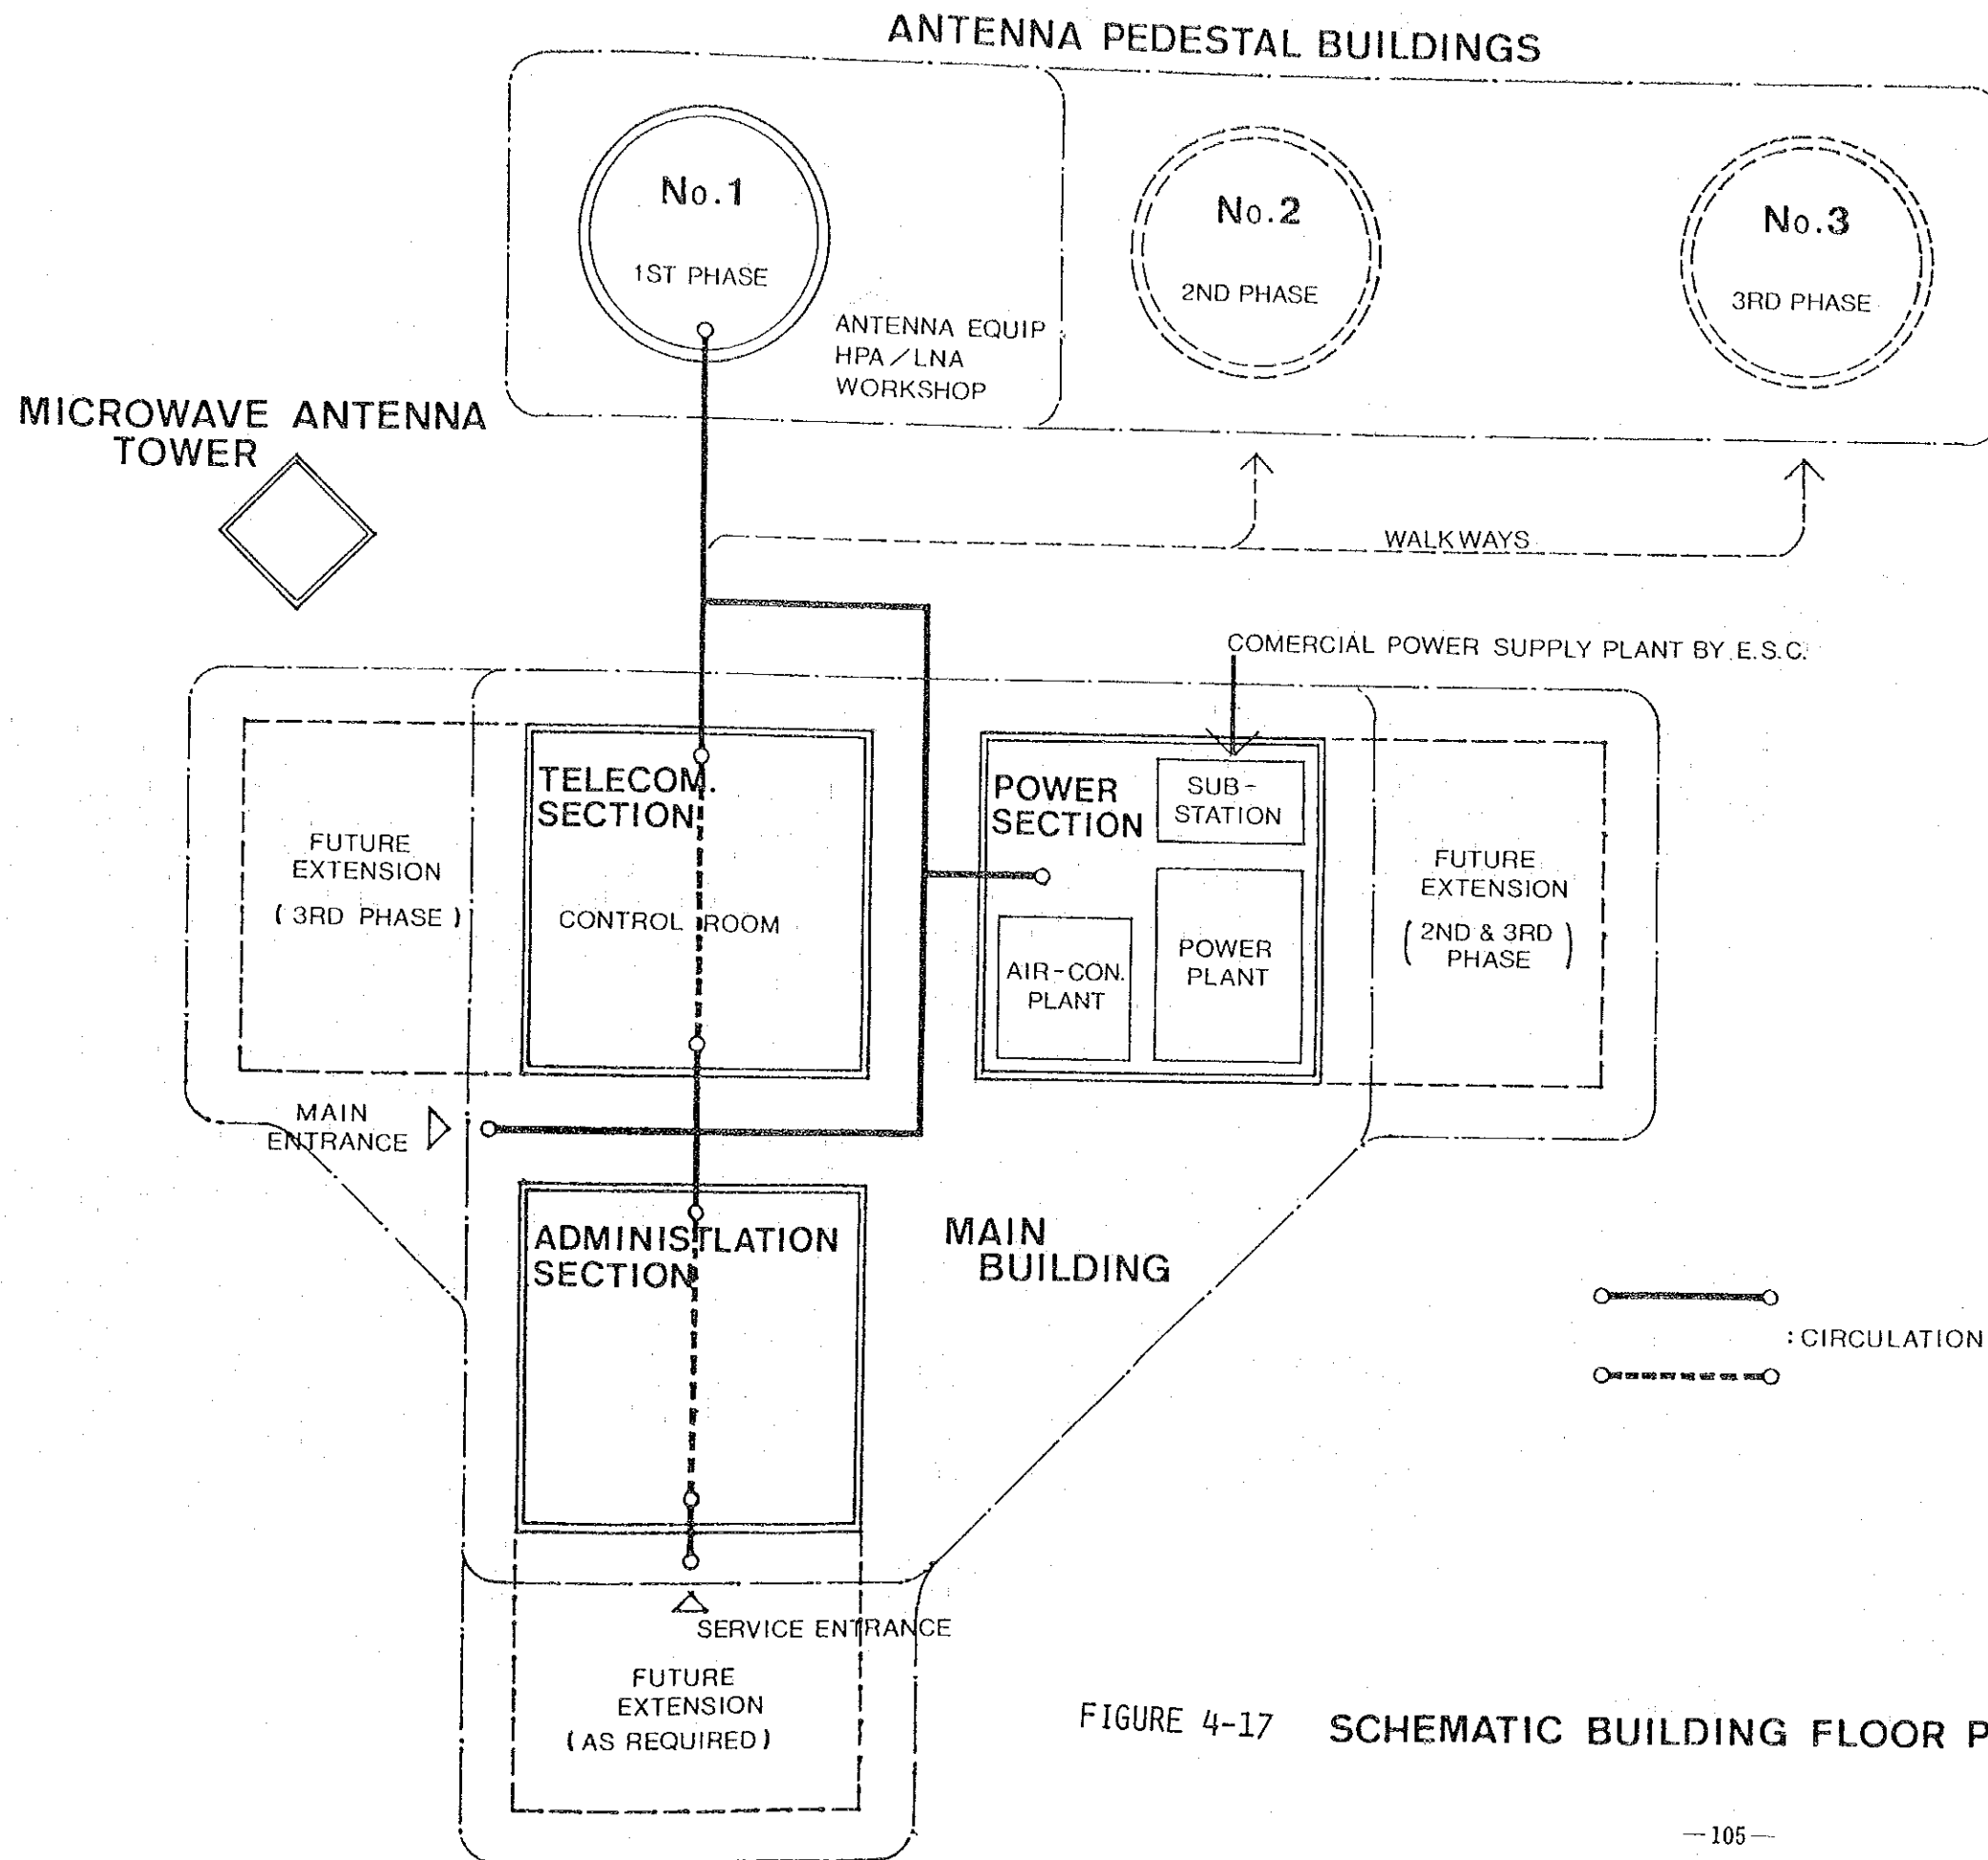 ANTENNA PEDESTAL BUILDINGS
No.1
1ST PHASE
No.2
2ND PHASE
No.3
3RD PHASE
ANTENNA EQUIP
HPA/LNA
WORKSHOP
MICROWAVE ANTENNA
TOWER
WALKWAYS
COMERCIAL POWER SUPPLY PLANT BY E.S.C.
TELECOM.
SECTION
CONTROL ROOM
POWER
SECTION
SUB-
STATION
AIR-CON.
PLANT
POWER
PLANT
FUTURE
EXTENSION
(3RD PHASE)
FUTURE
EXTENSION
(2ND & 3RD
PHASE)
MAIN
ENTRANCE
ADMINISTLATION
SECTION
MAIN
BUILDING
: CIRCULATION
SERVICE ENTRANCE
FUTURE
EXTENSION
(AS REQUIRED)
FIGURE 4-17 SCHEMATIC BUILDING FLOOR P
—105—